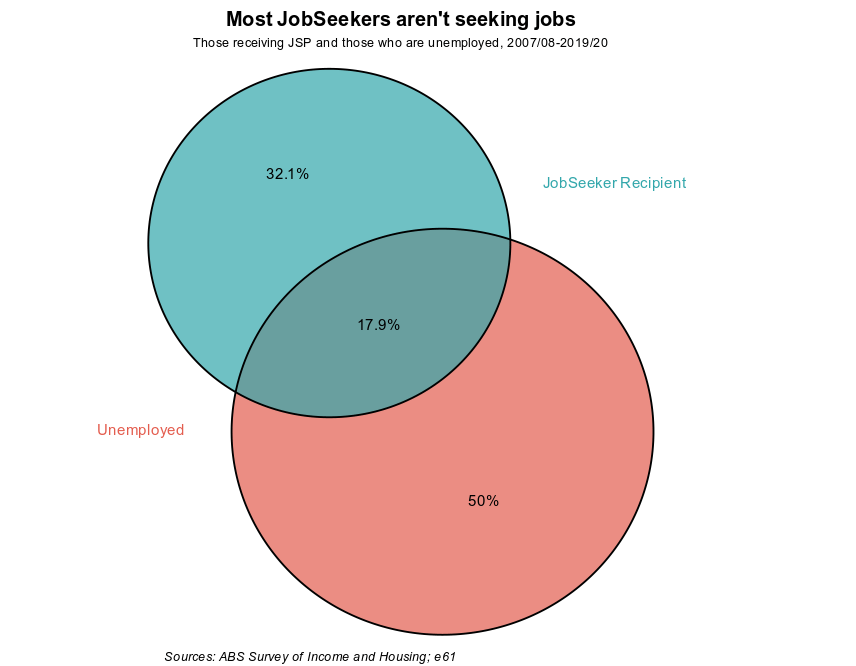 Most JobSeekers aren't seeking jobs
Those receiving JSP and those who are unemployed, 2007/08-2019/20
32.1%
JobSeeker Recipient
17.9%
Unemployed
50%
Sources: ABS Survey of Income and Housing; e61